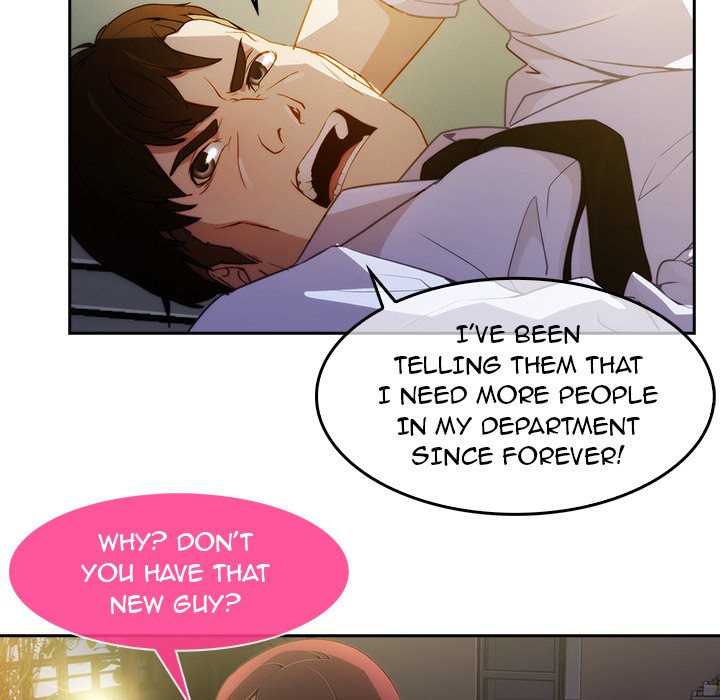 I'VE BEEN
TELLING THEM THAT
I NEED MORE PEOPLE
IN MY DEPARTMENT
SINCE FOREVER!
WHY? DON'T
YOU HAVE THAT
NEW GUY?